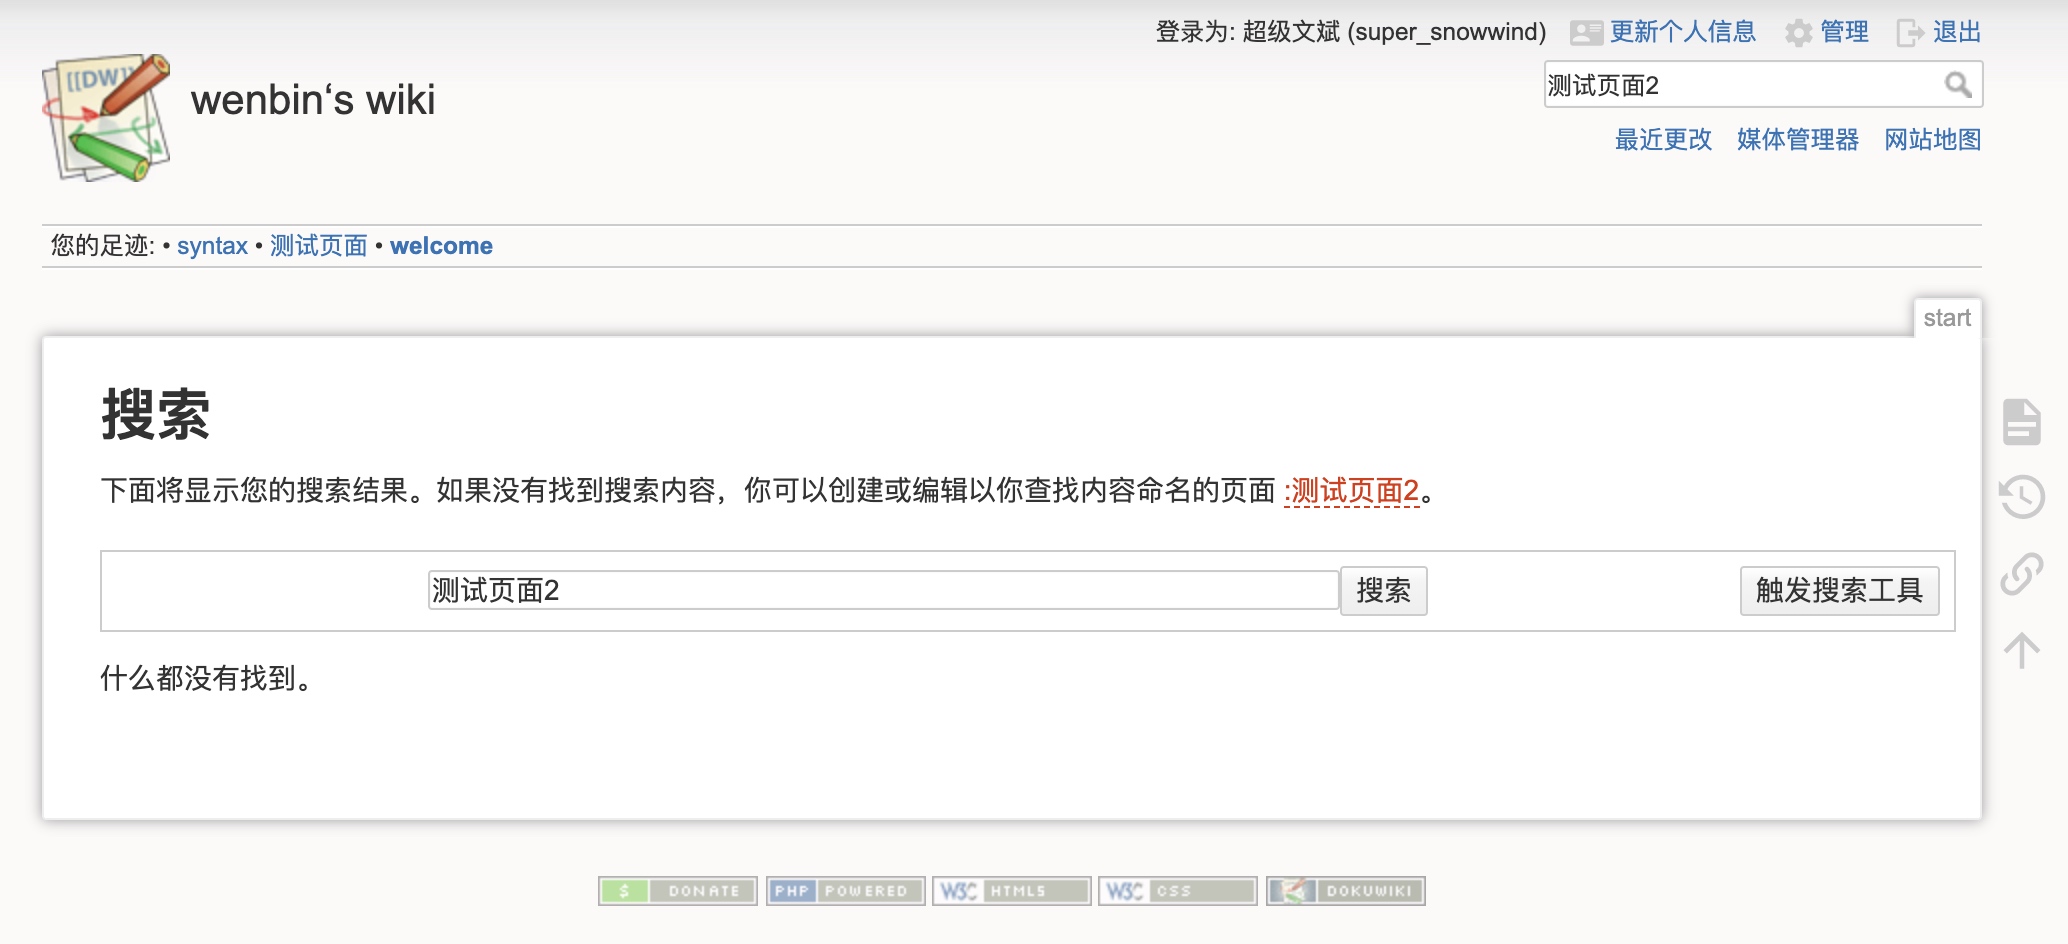 登录为: 超级文斌 (super_snowwind) 更新个人信息 管理 退出
[[DW]]
wenbin‘s wiki
测试页面2
最近更改 媒体管理器 网站地图
您的足迹: • syntax • 测试页面 • welcome
start
搜索
下面将显示您的搜索结果。如果没有找到搜索内容，你可以创建或编辑以你查找内容命名的页面 :测试页面2。
测试页面2 搜索 触发搜索工具
什么都没有找到。
$ DONATE PHP POWERED W3C HTML5 W3C CSS DOKUWIKI